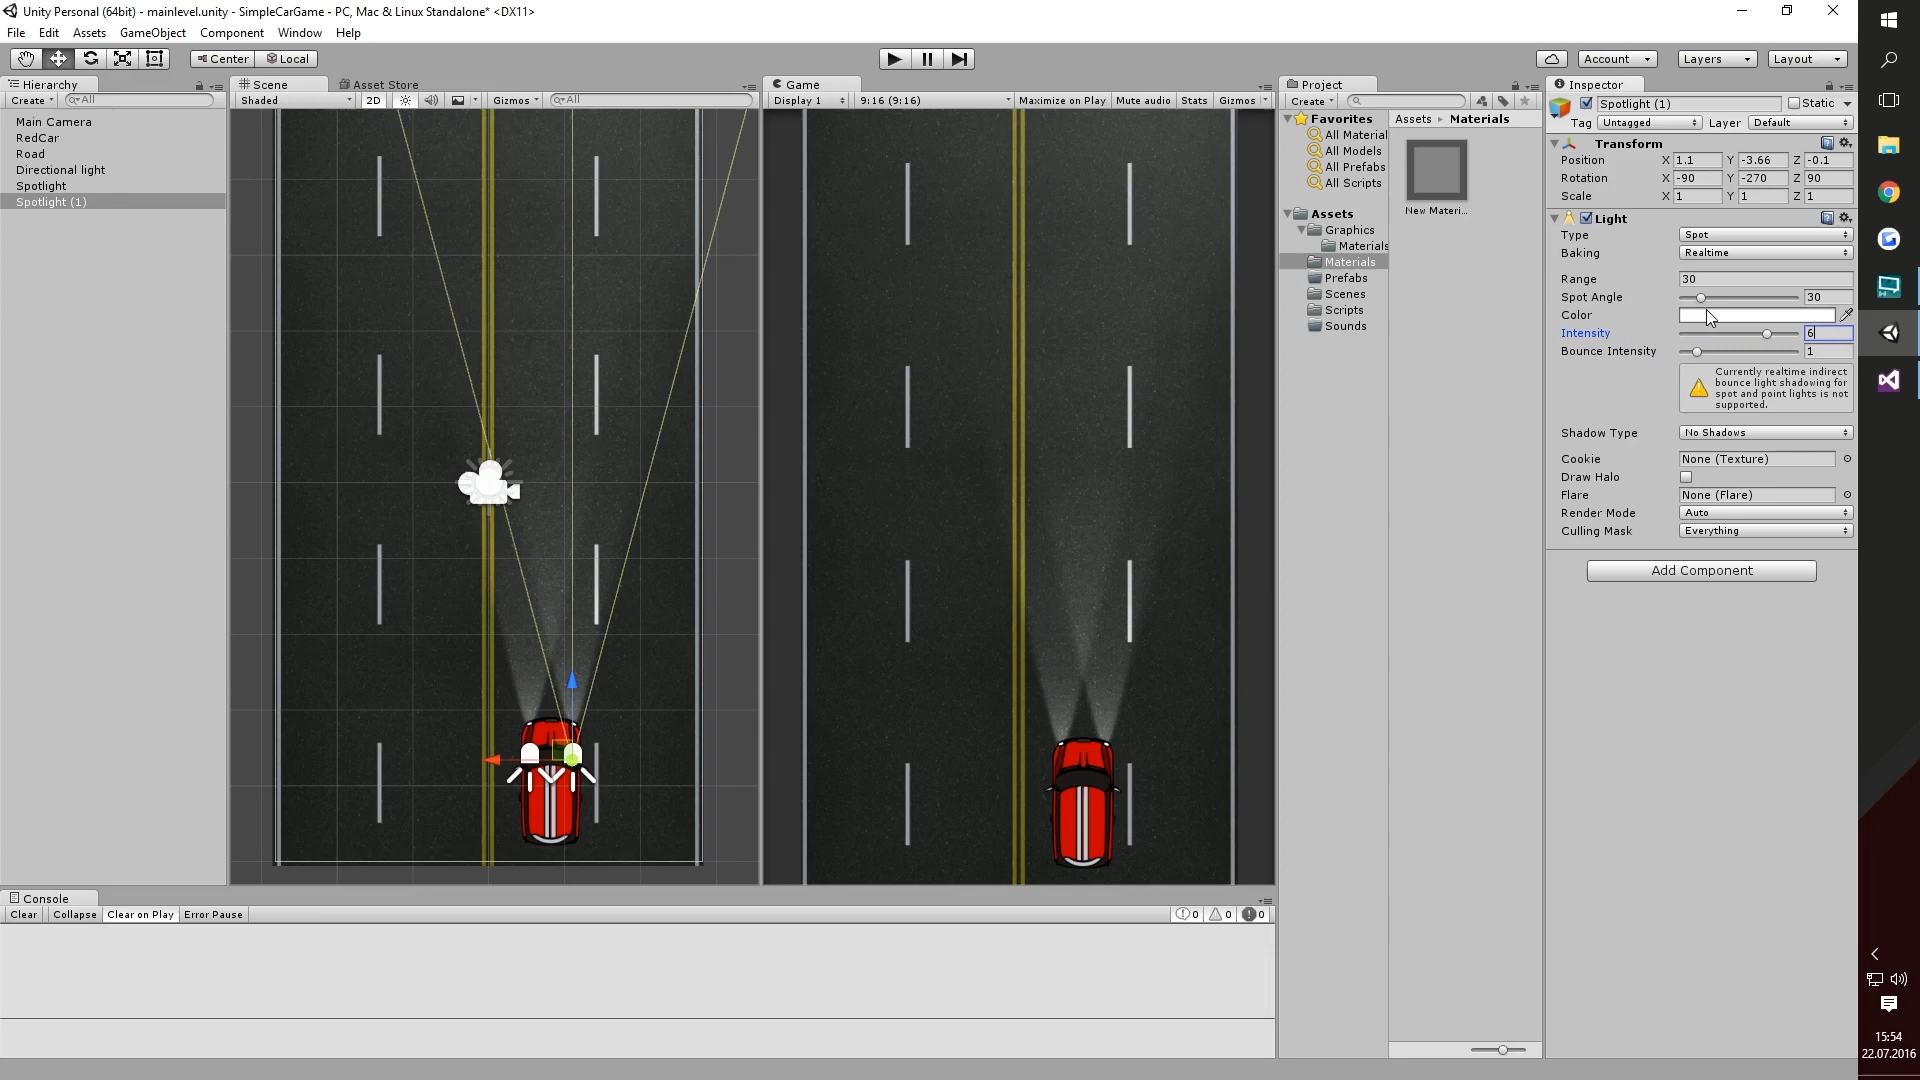 Unity Personal (64bit) - mainlevel.unity - SimpleCarGame - PC, Mac & Linux Standalone* <DX11>
File Edit Assets GameObject Component Window Help
Center Local
Account Layers Layout
Hierarchy
Create All
Main Camera
RedCar
Road
Directional light
Spotlight
Spotlight (1)
Scene Asset Store
Shaded 2D Gizmos All
Game
Display 1 9:16 (9:16) Maximize on Play Mute audio Stats Gizmos
Project
Create
Favorites
All Material
All Models
All Prefabs
All Scripts
Assets
Graphics
Materials
Materials
Prefabs
Scenes
Scripts
Sounds
Assets Materials
New Materi...
Inspector
Spotlight (1) Static
Tag Untagged Layer Default
Transform
Position X 1.1 Y -3.66 Z -0.1
Rotation X -90 Y -270 Z 90
Scale X 1 Y 1 Z 1
Light
Type Spot
Baking Realtime
Range 30
Spot Angle 30
Color
Intensity 6
Bounce Intensity 1
Currently realtime indirect
bounce light shadowing for
spot and point lights is not
supported.
Shadow Type No Shadows
Cookie None (Texture)
Draw Halo
Flare None (Flare)
Render Mode Auto
Culling Mask Everything
Add Component
Console
Clear Collapse Clear on Play Error Pause 0 0 0
15:54
22.07.2016